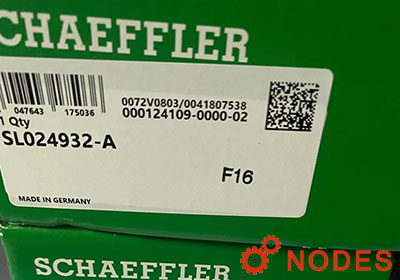 SCHAEFFLER
0072V0803/0041807538
000124109-0000-02
047643 175036
1 Qty
SL024932-A
F16
MADE IN GERMANY
NODES
SCHAEFFLER